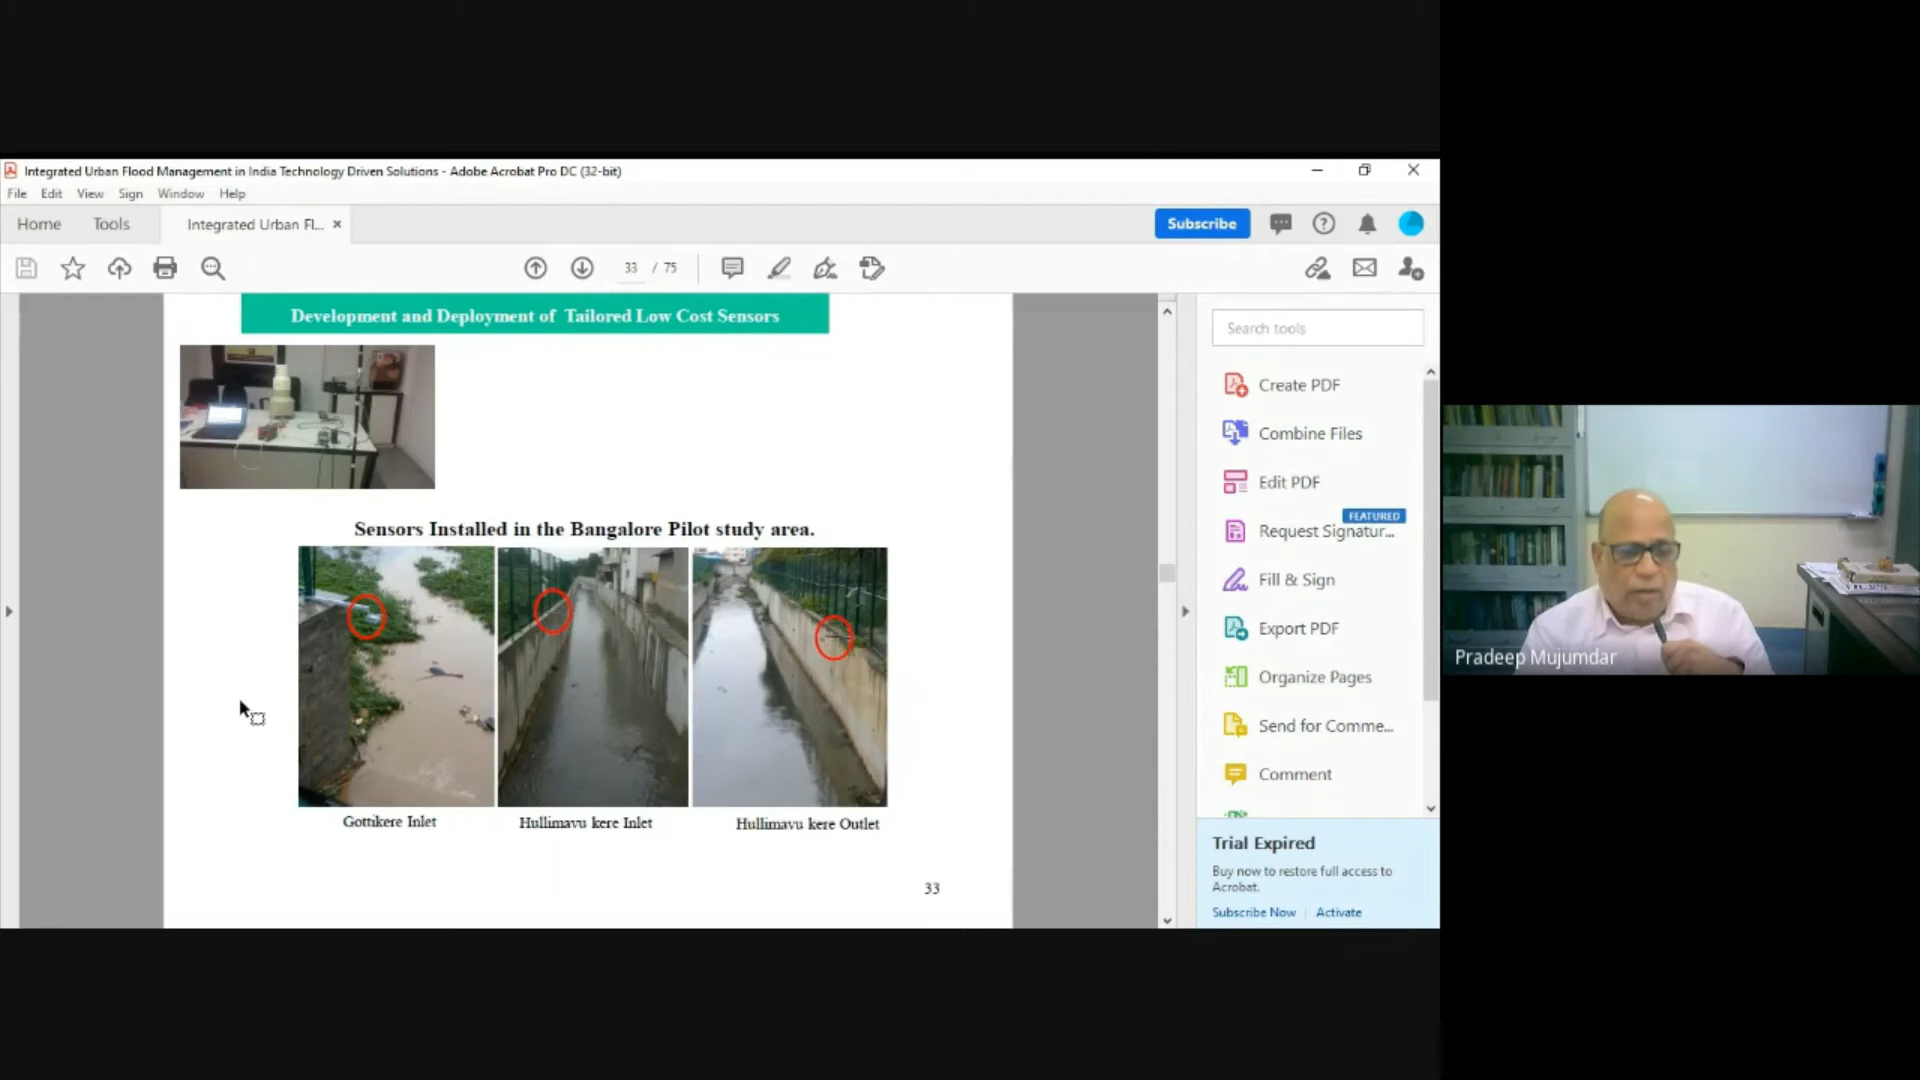 Integrated Urban Flood Management in India Technology Driven Solutions - Adobe Acrobat Pro DC (32-bit)
File Edit View Sign Window Help
Home Tools Integrated Urban Fl... ×
Subscribe
33 / 75
Development and Deployment of Tailored Low Cost Sensors
Sensors Installed in the Bangalore Pilot study area.
Gottikere Inlet
Hullimavu kere Inlet
Hullimavu kere Outlet
33
Search tools
Create PDF
Combine Files
Edit PDF
FEATURED
Request Signatur...
Fill & Sign
Export PDF
Organize Pages
Send for Comme...
Comment
Trial Expired
Buy now to restore full access to
Acrobat.
Subscribe Now | Activate
Pradeep Mujumdar